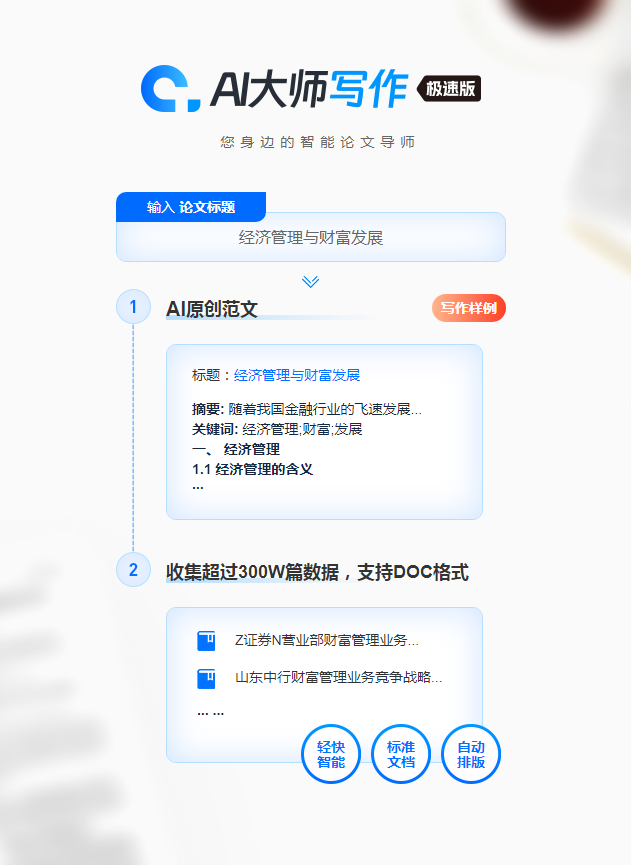 AI大师写作 极速版
您身边的智能论文导师
输入 论文标题
经济管理与财富发展
1 AI原创范文 写作样例
标题：经济管理与财富发展
摘要: 随着我国金融行业的飞速发展...
关键词: 经济管理;财富;发展
一、 经济管理
1.1 经济管理的含义
...
2 收集超过300W篇数据，支持DOC格式
Z证券N营业部财富管理业务...
山东中行财富管理业务竞争战略...
... ...
轻快 标准 自动
智能 文档 排版